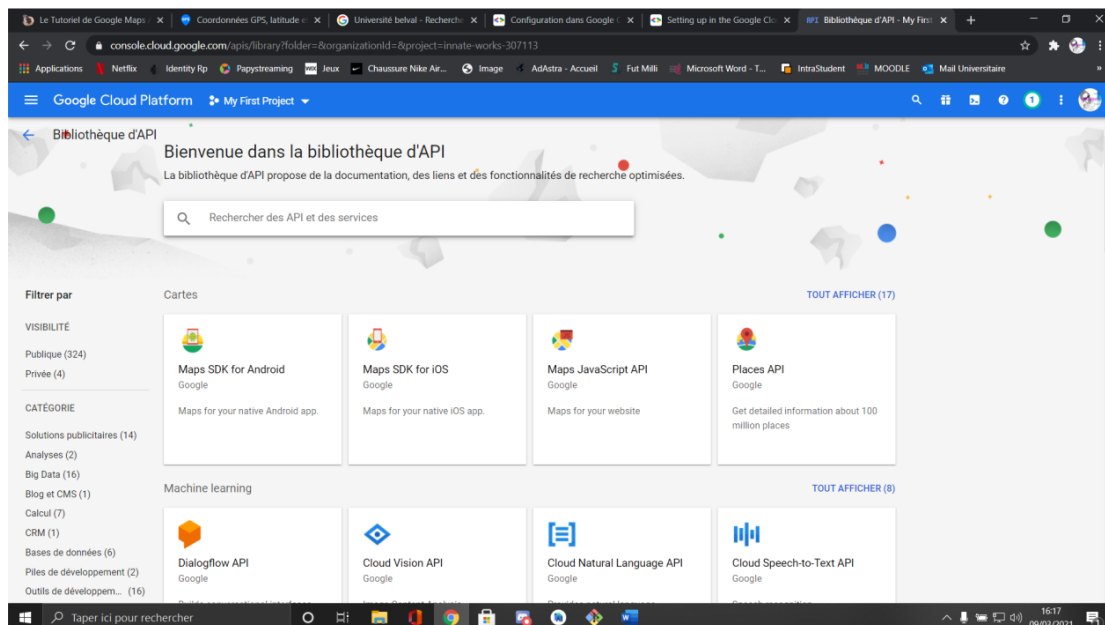 Le Tutoriel de Google Maps
Coordonnées GPS, latitude e
Université belval - Recherche
Configuration dans Google C
Setting up in the Google Clo
API Bibliothèque d'API - My First
console.cloud.google.com/apis/library?folder=&organizationId=&project=innate-works-307113
Applications
Netflix
Identity Rp
Papystreaming
WIX Jeux
Chaussure Nike Air...
Image
AdAstra - Accueil
Fut Milli
Microsoft Word - T...
IntraStudent
MOODLE
Mail Universitaire
Google Cloud Platform
My First Project
1
Bibliothèque d'API
Bienvenue dans la bibliothèque d'API
La bibliothèque d'API propose de la documentation, des liens et des fonctionnalités de recherche optimisées.
Rechercher des API et des services
Filtrer par
VISIBILITÉ
Publique (324)
Privée (4)
CATÉGORIE
Solutions publicitaires (14)
Analyses (2)
Big Data (16)
Blog et CMS (1)
Calcul (7)
CRM (1)
Bases de données (6)
Piles de développement (2)
Outils de développem... (16)
Cartes
TOUT AFFICHER (17)
Maps SDK for Android
Google
Maps for your native Android app.
Maps SDK for iOS
Google
Maps for your native iOS app.
Maps JavaScript API
Google
Maps for your website
Places API
Google
Get detailed information about 100
million places
Machine learning
TOUT AFFICHER (8)
Dialogflow API
Google
Cloud Vision API
Google
Cloud Natural Language API
Google
Cloud Speech-to-Text API
Google
Taper ici pour rechercher
16:17
09/03/2021